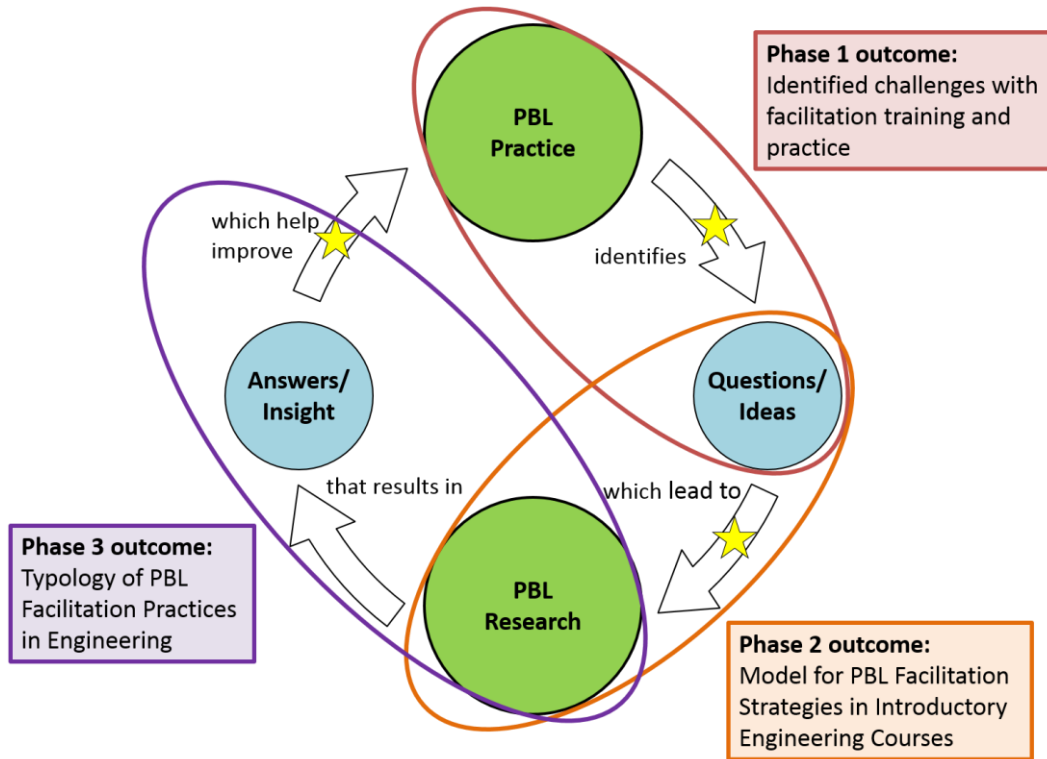 PBL
Practice
Phase 1 outcome:
Identified challenges with
facilitation training and
practice
which help
improve
identifies
Answers/
Insight
Questions/
Ideas
that results in
which lead to
Phase 3 outcome:
Typology of PBL
Facilitation Practices
in Engineering
PBL
Research
Phase 2 outcome:
Model for PBL Facilitation
Strategies in Introductory
Engineering Courses